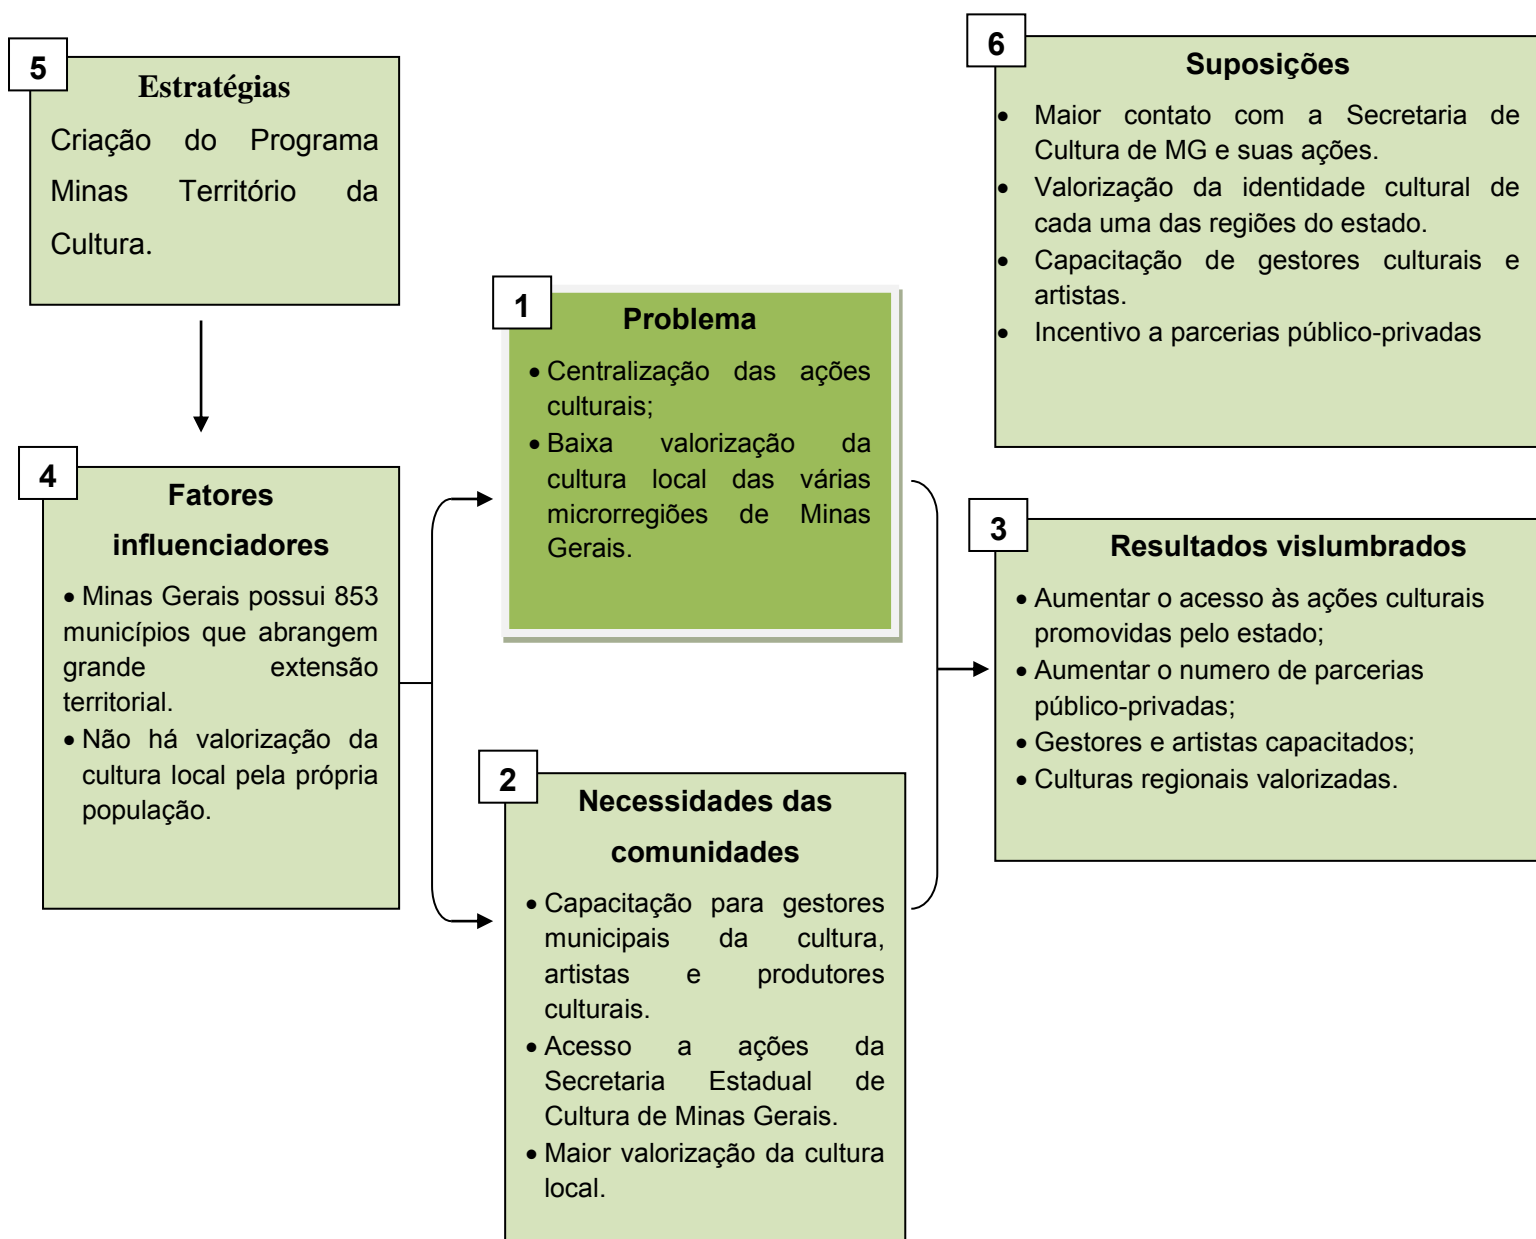 5
Estratégias
Criação do Programa
Minas Território da
Cultura.
6
Suposições
• Maior contato com a Secretaria de
Cultura de MG e suas ações.
• Valorização da identidade cultural de
cada uma das regiões do estado.
• Capacitação de gestores culturais e
artistas.
• Incentivo a parcerias público-privadas
1
Problema
• Centralização das ações
culturais;
• Baixa valorização da
cultura local das várias
microrregiões de Minas
Gerais.
4
Fatores
influenciadores
• Minas Gerais possui 853
municípios que abrangem
grande extensão
territorial.
• Não há valorização da
cultura local pela própria
população.
3
Resultados vislumbrados
• Aumentar o acesso às ações culturais
promovidas pelo estado;
• Aumentar o numero de parcerias
público-privadas;
• Gestores e artistas capacitados;
• Culturas regionais valorizadas.
2
Necessidades das
comunidades
• Capacitação para gestores
municipais da cultura,
artistas e produtores
culturais.
• Acesso a ações da
Secretaria Estadual de
Cultura de Minas Gerais.
• Maior valorização da cultura
local.